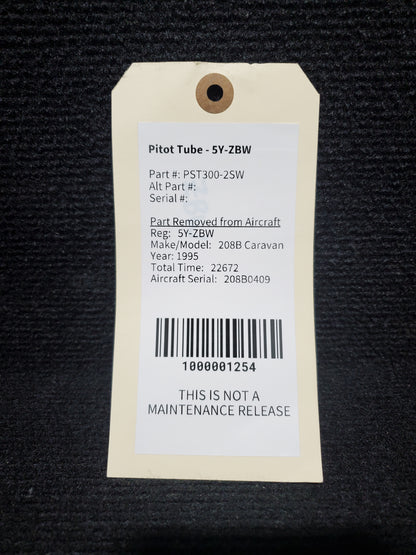 Pitot Tube - 5Y-ZBW
Part #: PST300-2SW
Alt Part #:
Serial #:
Part Removed from Aircraft
Reg: 5Y-ZBW
Make/Model: 208B Caravan
Year: 1995
Total Time: 22672
Aircraft Serial: 208B0409
1000001254
THIS IS NOT A
MAINTENANCE RELEASE